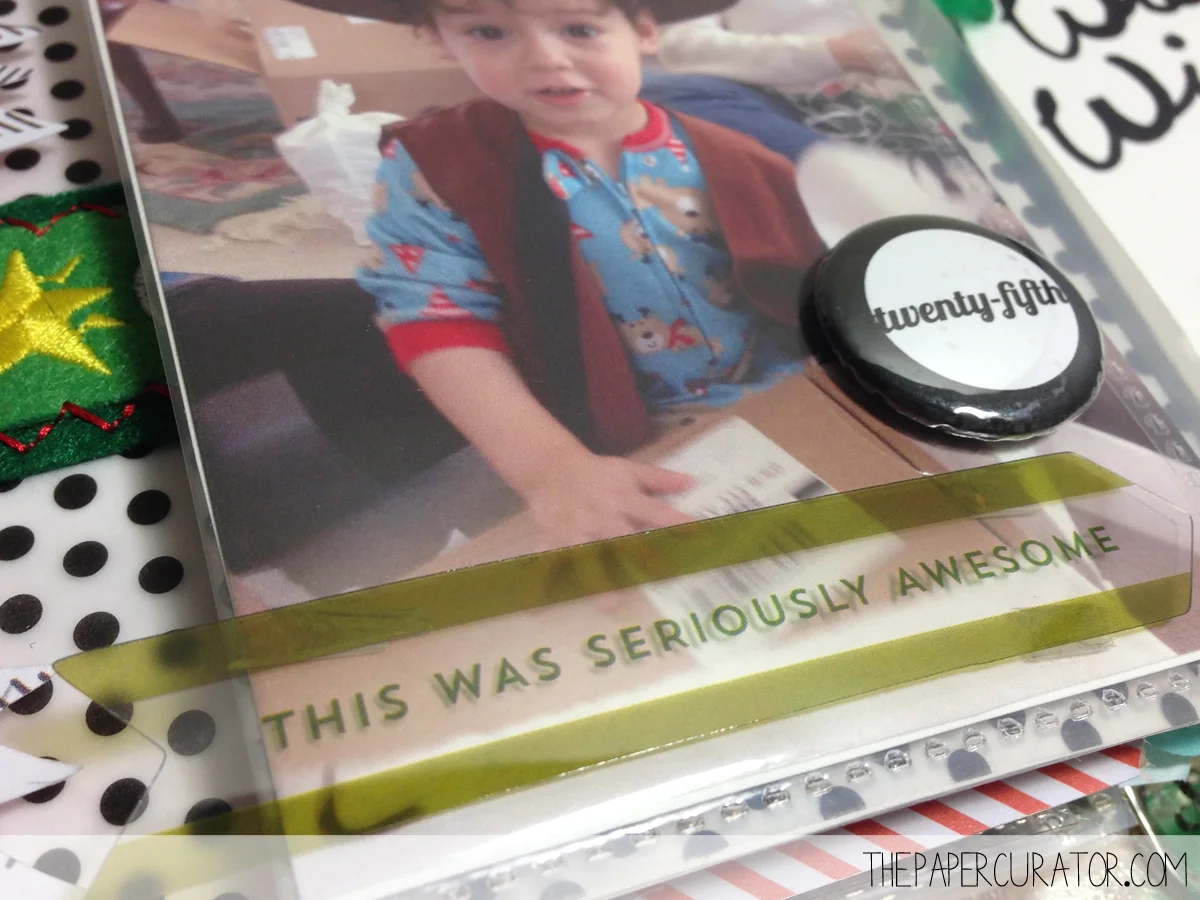 twenty-fifth
THIS WAS SERIOUSLY AWESOME
THEPAPERCURATOR.COM